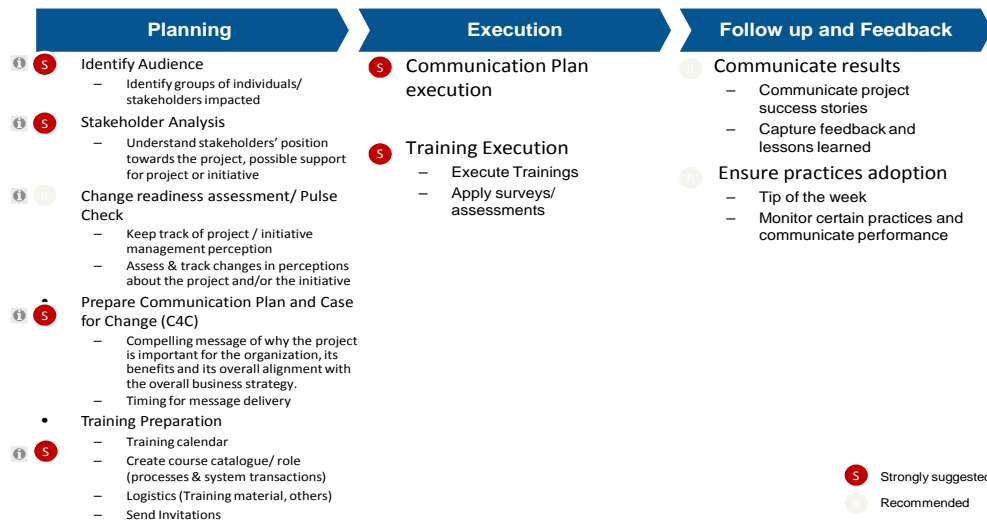 Planning
Execution
Follow up and Feedback
S
Identify Audience
– Identify groups of individuals/
stakeholders impacted
S
Stakeholder Analysis
– Understand stakeholders’ position
towards the project, possible support
for project or initiative
R
Change readiness assessment/ Pulse
Check
– Keep track of project / initiative
management perception
– Assess & track changes in perceptions
about the project and/or the initiative
S
• Prepare Communication Plan and Case
for Change (C4C)
– Compelling message of why the project
is important for the organization, its
benefits and its overall alignment with
the overall business strategy.
– Timing for message delivery
• Training Preparation
S
– Training calendar
– Create course catalogue/ role
(processes & system transactions)
– Logistics (Training material, others)
– Send Invitations
S
Communication Plan
execution
S
Training Execution
– Execute Trainings
– Apply surveys/
assessments
R
Communicate results
– Communicate project
success stories
– Capture feedback and
lessons learned
R
Ensure practices adoption
– Tip of the week
– Monitor certain practices and
communicate performance
S Strongly suggested
R Recommended